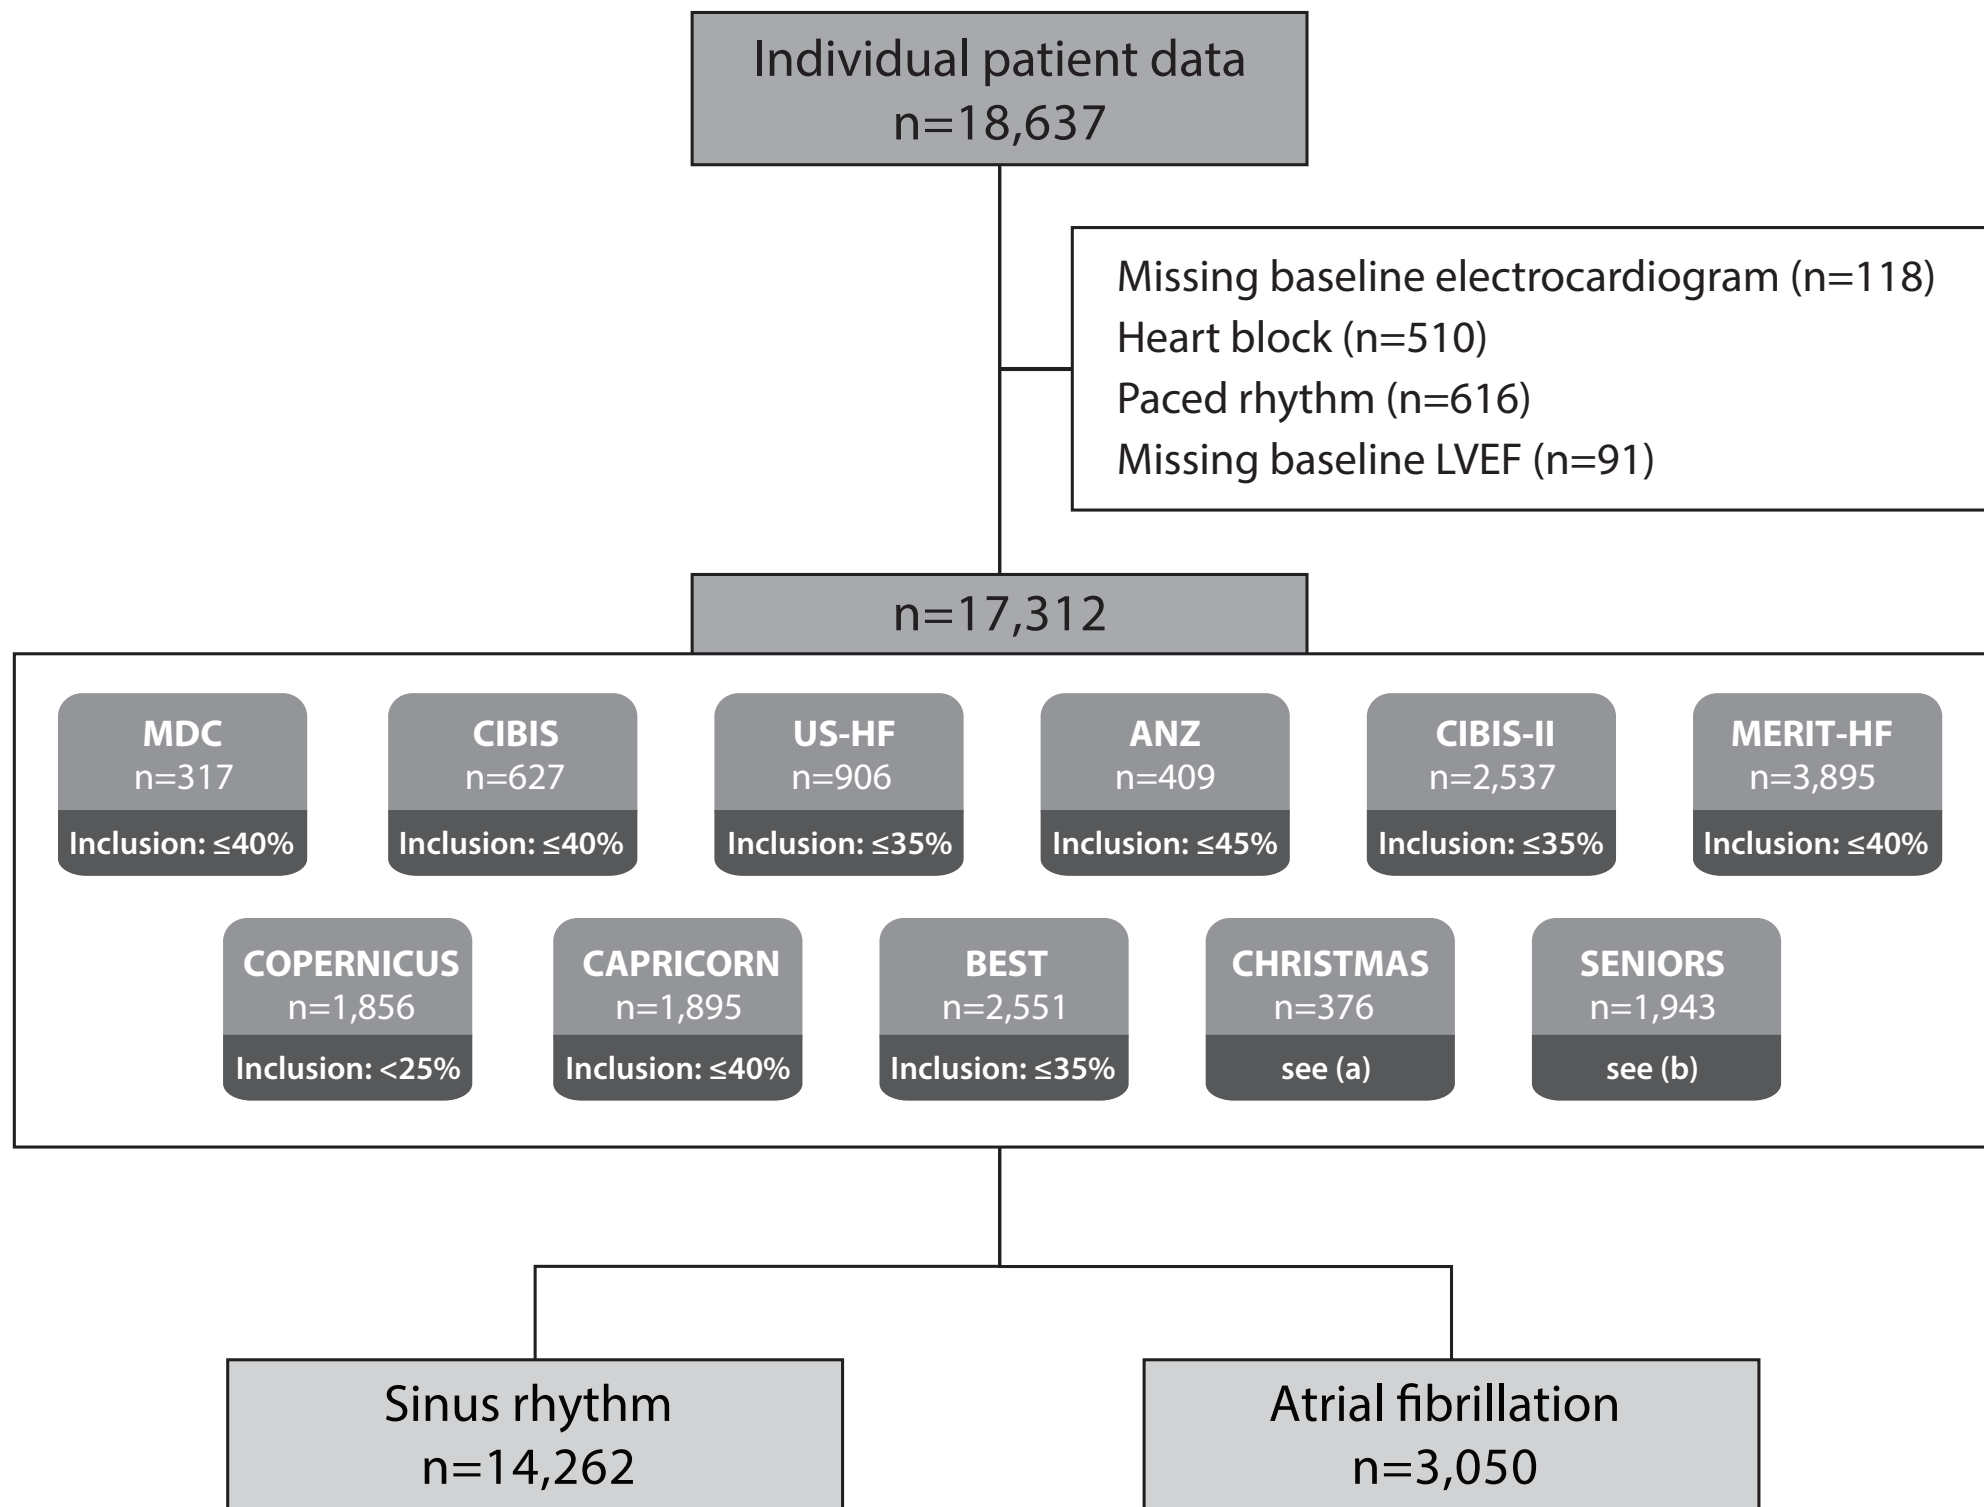 Individual patient data
n=18,637
Missing baseline electrocardiogram (n=118)
Heart block (n=510)
Paced rhythm (n=616)
Missing baseline LVEF (n=91)
n=17,312
MDC
n=317
Inclusion: ≤40%
CIBIS
n=627
Inclusion: ≤40%
US-HF
n=906
Inclusion: ≤35%
ANZ
n=409
Inclusion: ≤45%
CIBIS-II
n=2,537
Inclusion: ≤35%
MERIT-HF
n=3,895
Inclusion: ≤40%
COPERNICUS
n=1,856
Inclusion: <25%
CAPRICORN
n=1,895
Inclusion: ≤40%
BEST
n=2,551
Inclusion: ≤35%
CHRISTMAS
n=376
see (a)
SENIORS
n=1,943
see (b)
Sinus rhythm
n=14,262
Atrial fibrillation
n=3,050